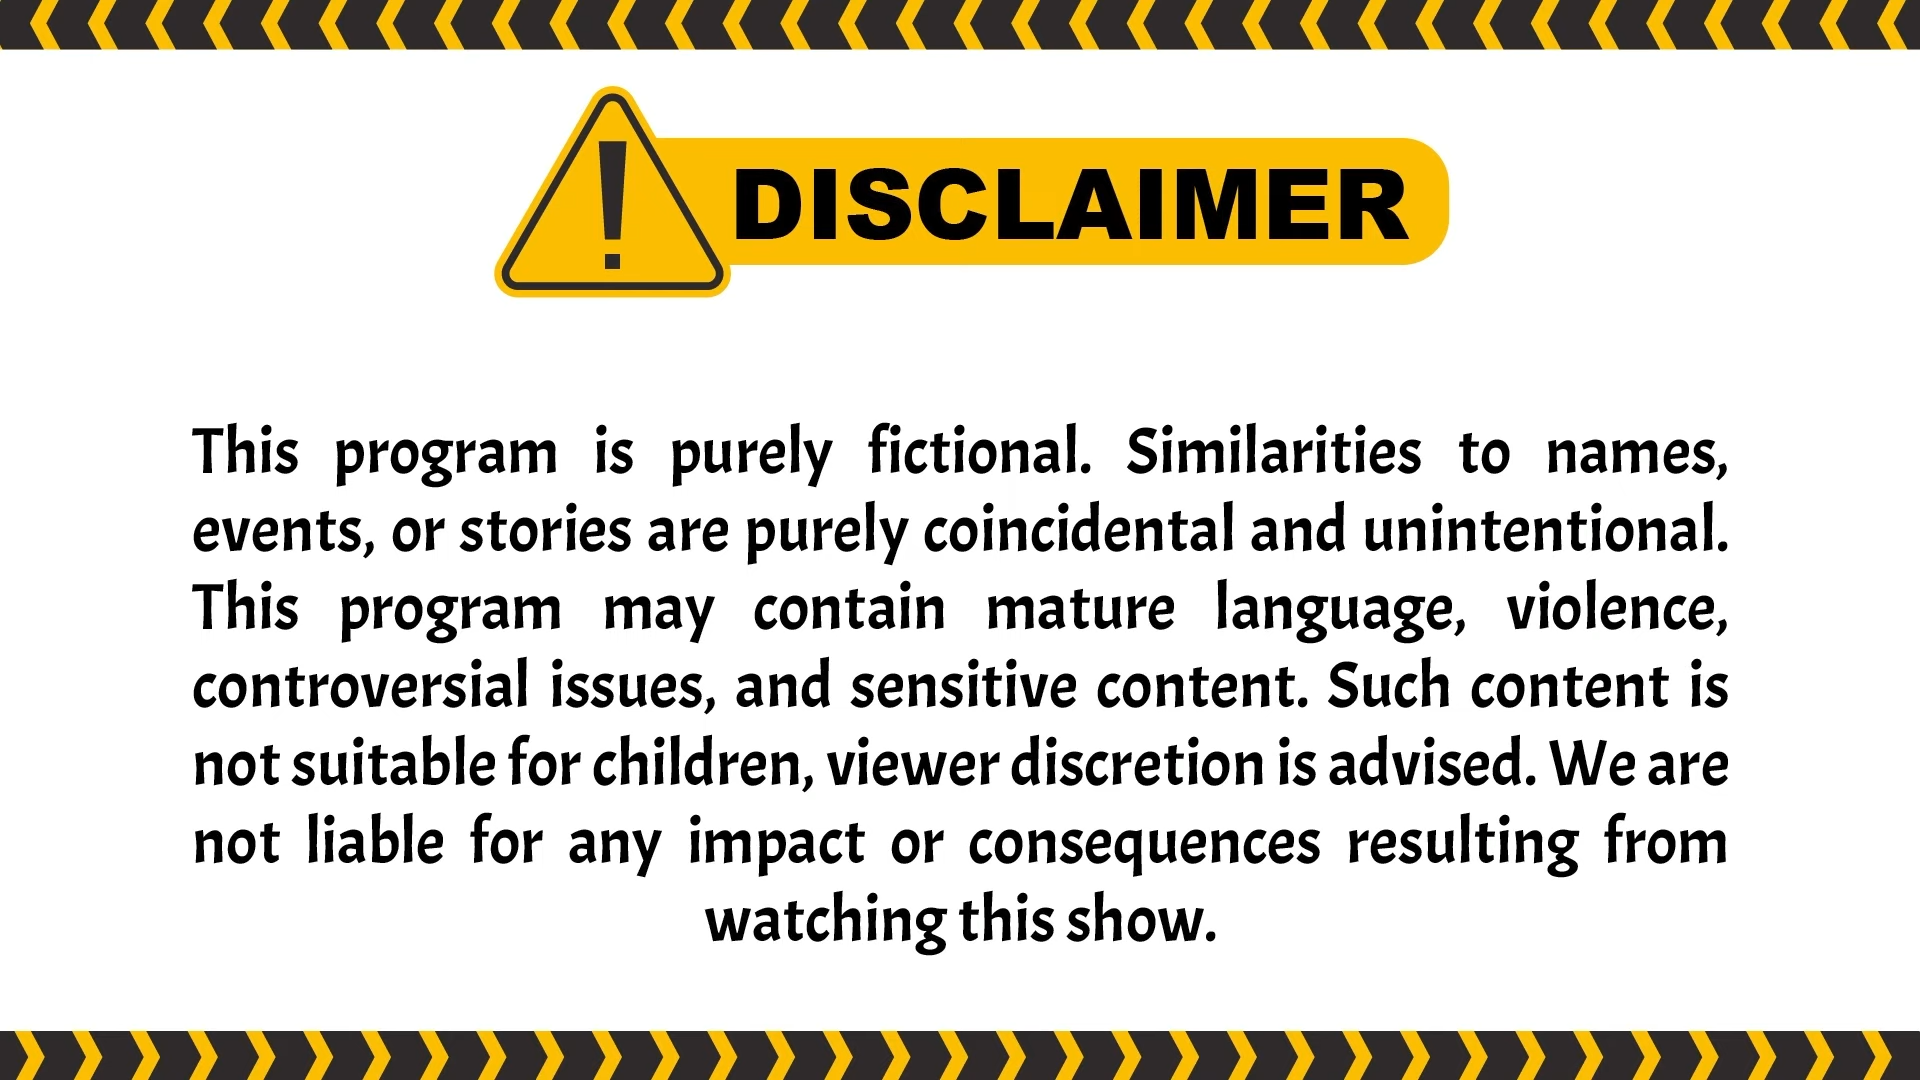 DISCLAIMER
This program is purely fictional. Similarities to names,
events, or stories are purely coincidental and unintentional.
This program may contain mature language, violence,
controversial issues, and sensitive content. Such content is
not suitable for children, viewer discretion is advised. We are
not liable for any impact or consequences resulting from
watching this show.